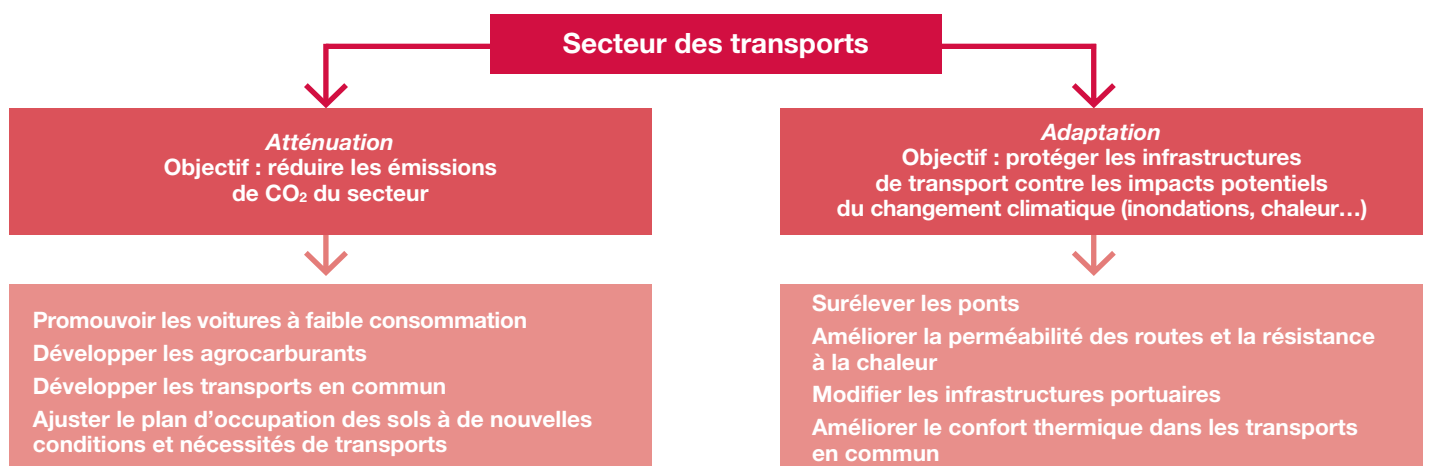 Secteur des transports
Atténuation
Objectif : réduire les émissions
de CO₂ du secteur
Promouvoir les voitures à faible consommation
Développer les agrocarburants
Développer les transports en commun
Ajuster le plan d’occupation des sols à de nouvelles
conditions et nécessités de transports
Adaptation
Objectif : protéger les infrastructures
de transport contre les impacts potentiels
du changement climatique (inondations, chaleur…)
Surélever les ponts
Améliorer la perméabilité des routes et la résistance
à la chaleur
Modifier les infrastructures portuaires
Améliorer le confort thermique dans les transports
en commun